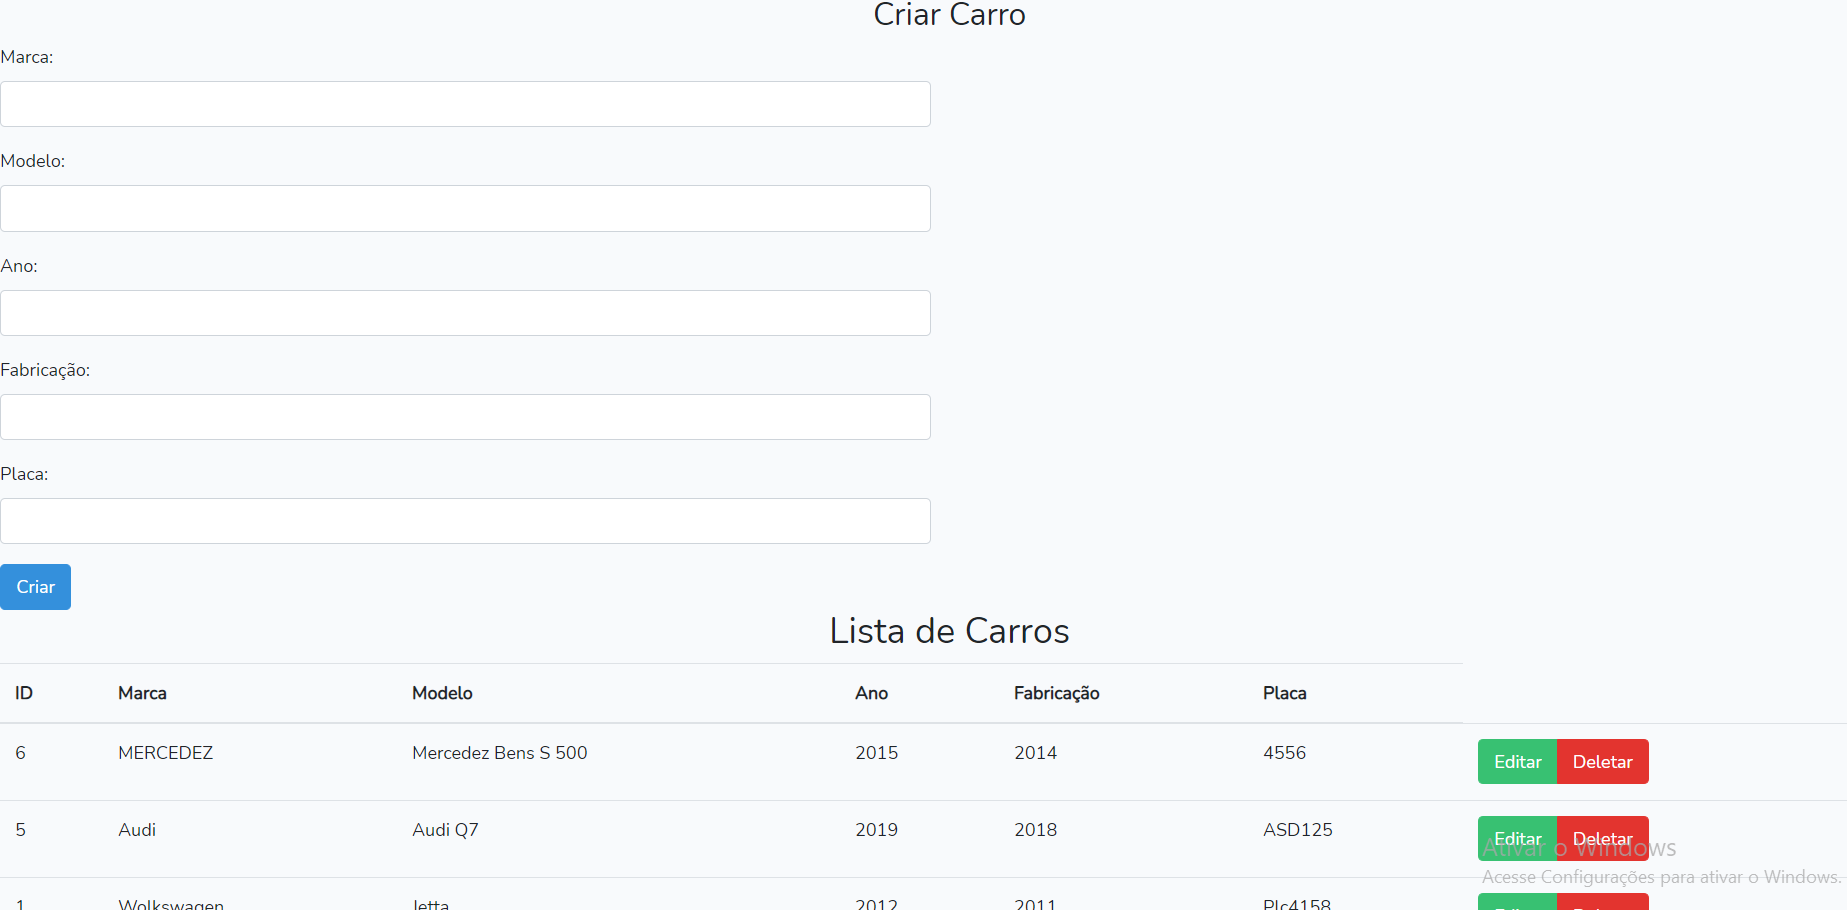 Criar Carro
Marca:
Modelo:
Ano:
Fabricação:
Placa:
Criar
Lista de Carros
ID Marca Modelo Ano Fabricação Placa
6 MERCEDEZ Mercedez Bens S 500 2015 2014 4556 Editar Deletar
5 Audi Audi Q7 2019 2018 ASD125 Editar Deletar
Ativar o Windows
Acesse Configurações para ativar o Windows.
1 Wolkswagen Jetta 2012 2011 Plc4158 Editar Deletar